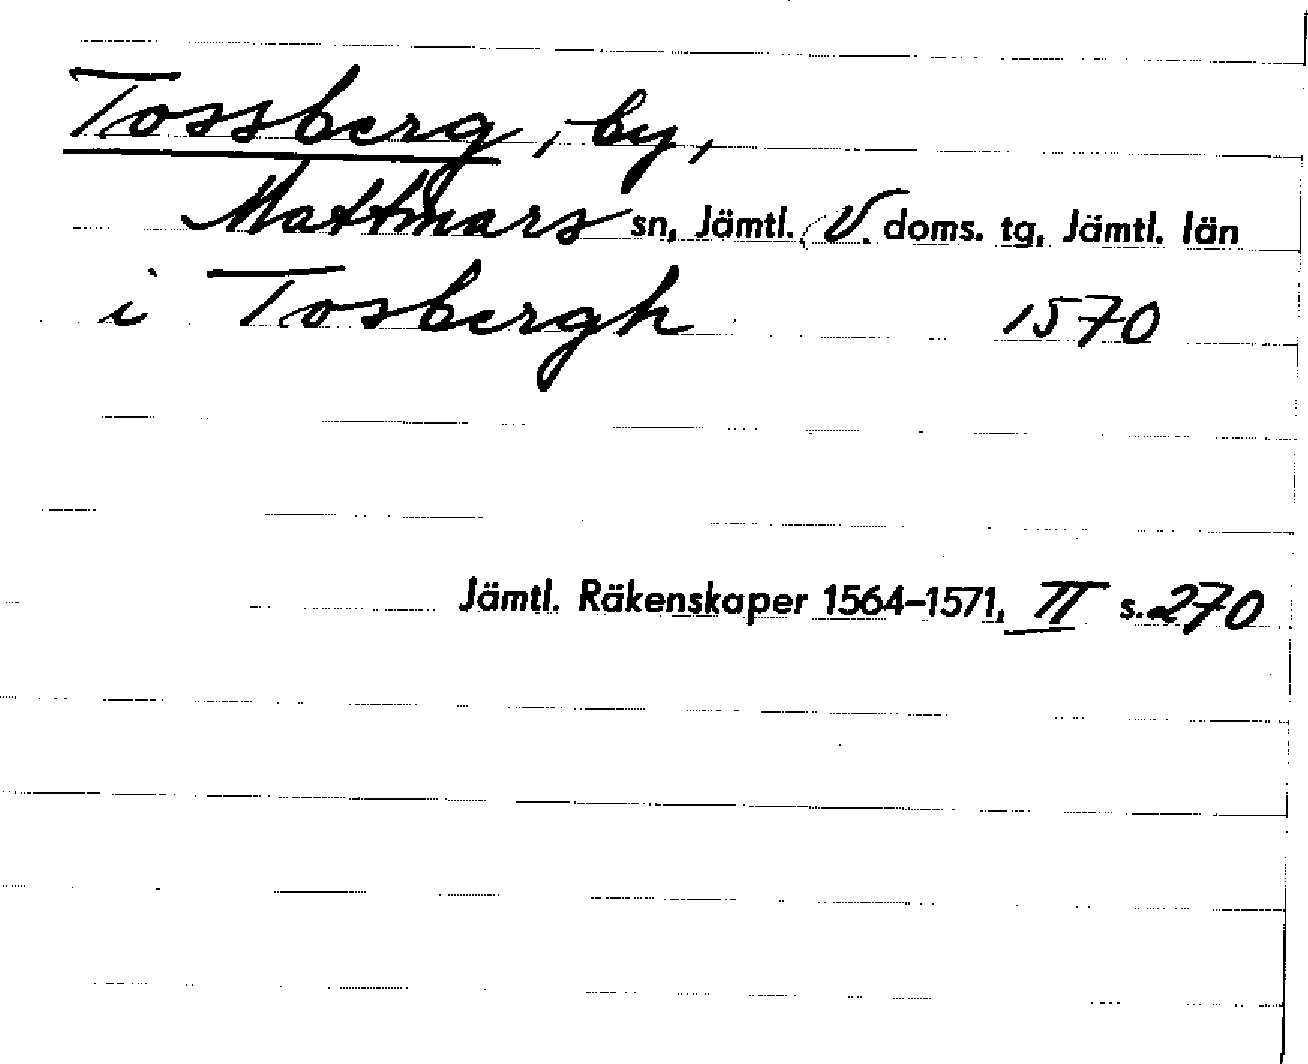 Tossberg, by,
Mattmars sn, Jämtl. V. doms. tg, Jämtl. län
i Tosbergh 1570
Jämtl. Räkenskaper 1564–1571, II s. 270